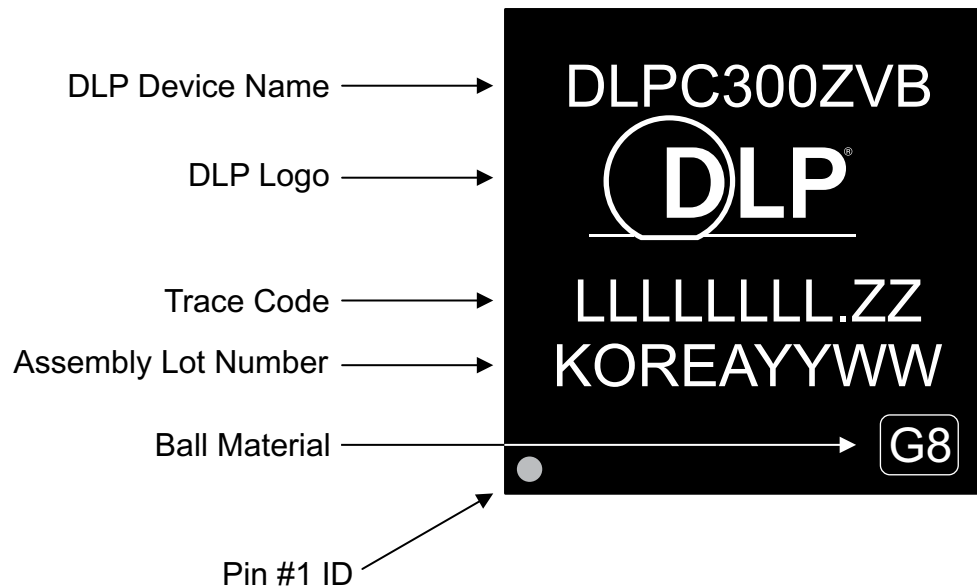 DLP Device Name
DLPC300ZVB
DLP Logo
DLP®
Trace Code
LLLLLLLL.ZZ
Assembly Lot Number
KOREAYYWW
Ball Material
G8
Pin #1 ID